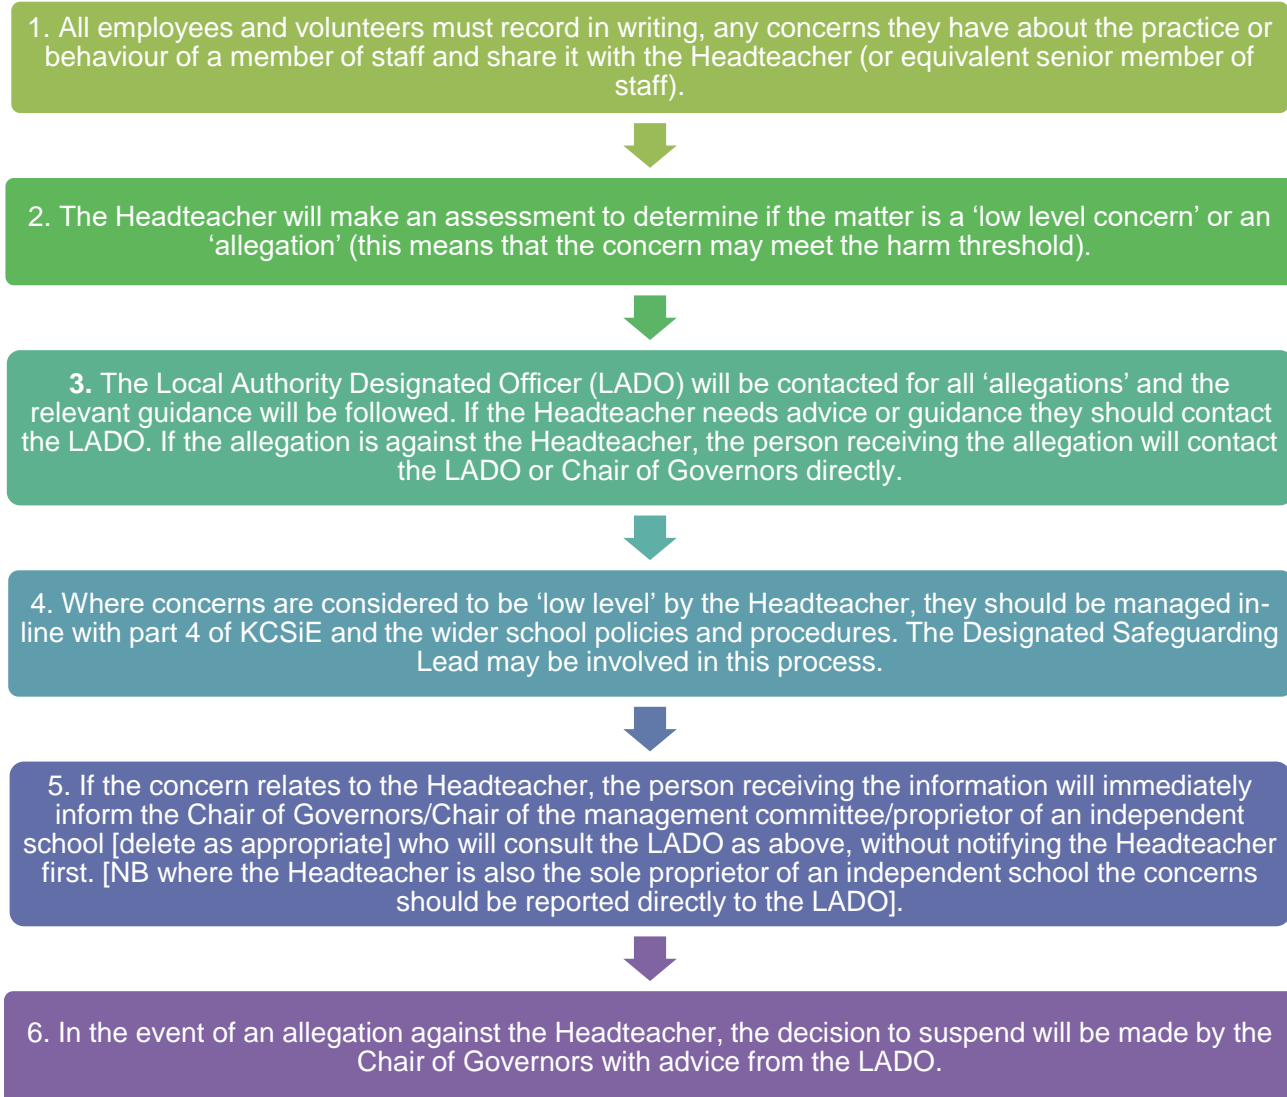 1. All employees and volunteers must record in writing, any concerns they have about the practice or
behaviour of a member of staff and share it with the Headteacher (or equivalent senior member of
staff).
2. The Headteacher will make an assessment to determine if the matter is a ‘low level concern’ or an
‘allegation’ (this means that the concern may meet the harm threshold).
3. The Local Authority Designated Officer (LADO) will be contacted for all ‘allegations’ and the
relevant guidance will be followed. If the Headteacher needs advice or guidance they should contact
the LADO. If the allegation is against the Headteacher, the person receiving the allegation will contact
the LADO or Chair of Governors directly.
4. Where concerns are considered to be ‘low level’ by the Headteacher, they should be managed in-
line with part 4 of KCSiE and the wider school policies and procedures. The Designated Safeguarding
Lead may be involved in this process.
5. If the concern relates to the Headteacher, the person receiving the information will immediately
inform the Chair of Governors/Chair of the management committee/proprietor of an independent
school [delete as appropriate] who will consult the LADO as above, without notifying the Headteacher
first. [NB where the Headteacher is also the sole proprietor of an independent school the concerns
should be reported directly to the LADO].
6. In the event of an allegation against the Headteacher, the decision to suspend will be made by the
Chair of Governors with advice from the LADO.